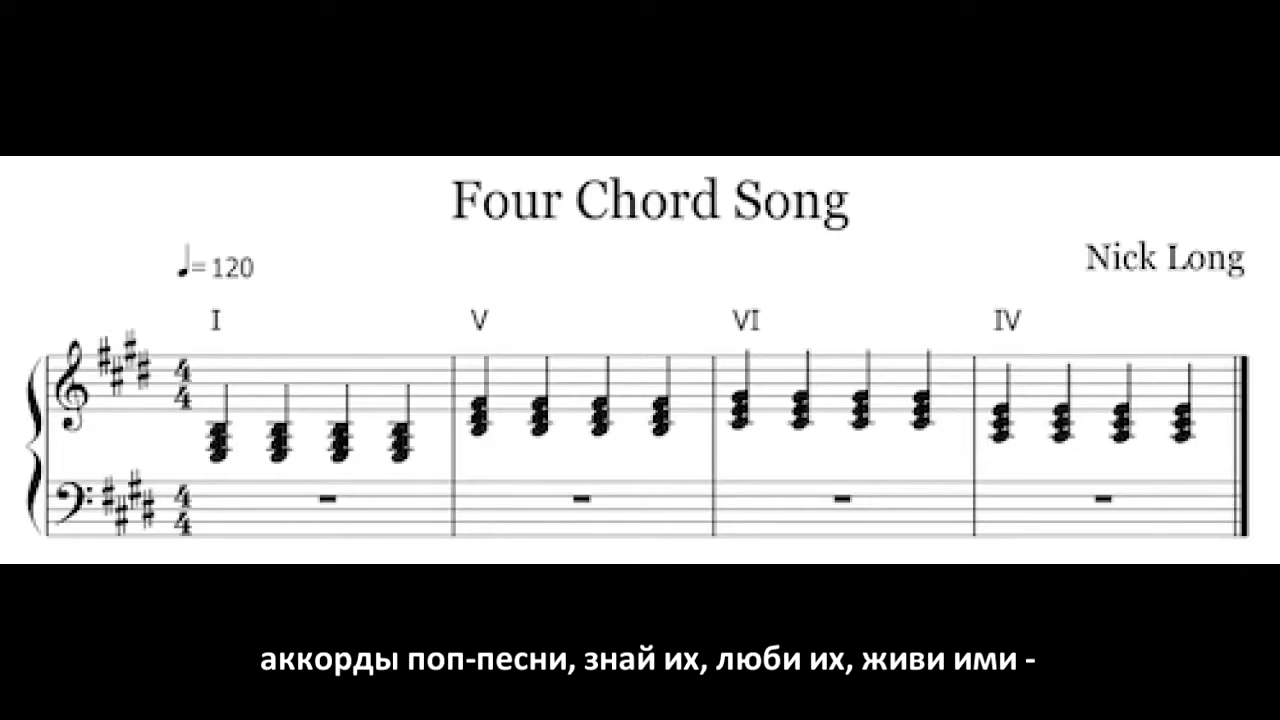 Four Chord Song
Nick Long
= 120
I V VI IV
4
4
4
4
аккорды поп-песни, знай их, люби их, живи ими -